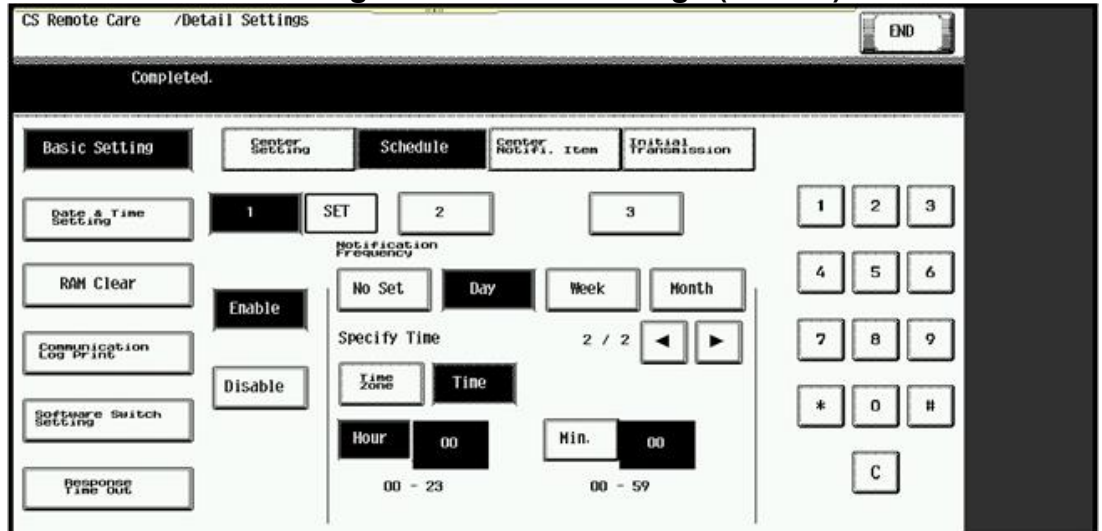 CS Remote Care /Detail Settings
END
Completed.
Basic Setting
Center
Setting
Schedule
Center
Notifi. Item
Initial
Transmission
Date & Time
Setting
1
SET
2
3
Notification
Frequency
RAM Clear
Enable
No Set
Day
Week
Month
Communication
Log Print
Specify Time
2 / 2
◄
►
Disable
Time
Zone
Time
Software Switch
Setting
Hour
00
Min.
00
00 - 23
00 - 59
Response
Time Out
1 2 3
4 5 6
7 8 9
* 0 #
C